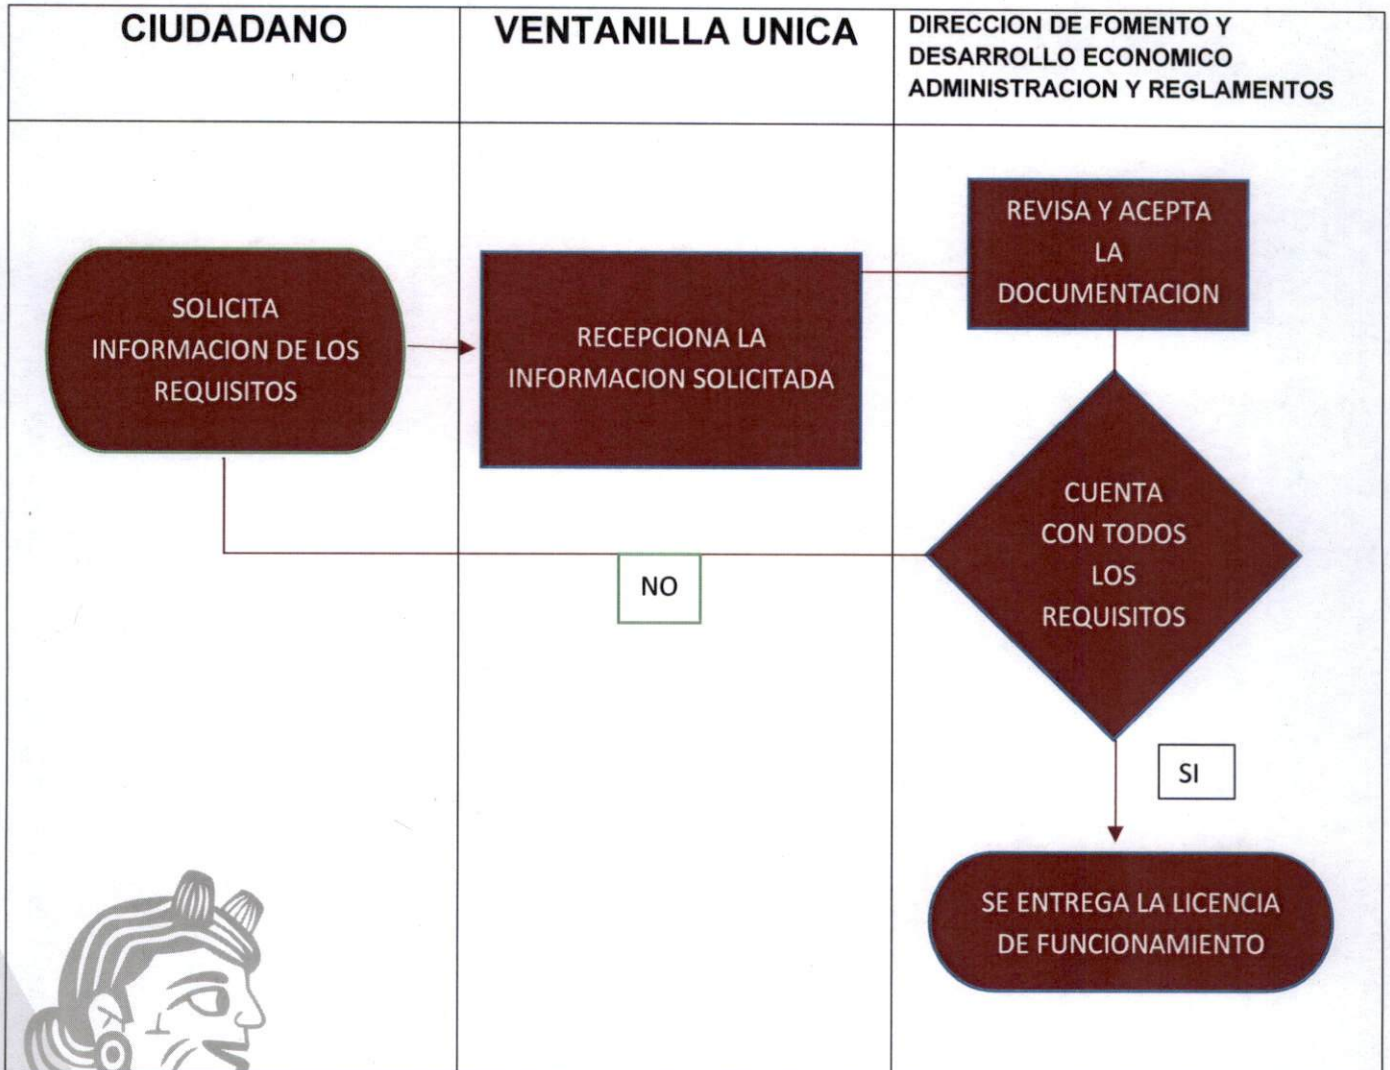 CIUDADANO
VENTANILLA UNICA
DIRECCION DE FOMENTO Y
DESARROLLO ECONOMICO
ADMINISTRACION Y REGLAMENTOS
SOLICITA
INFORMACION DE LOS
REQUISITOS
RECEPCIONA LA
INFORMACION SOLICITADA
REVISA Y ACEPTA
LA
DOCUMENTACION
CUENTA
CON TODOS
LOS
REQUISITOS
NO
SI
SE ENTREGA LA LICENCIA
DE FUNCIONAMIENTO